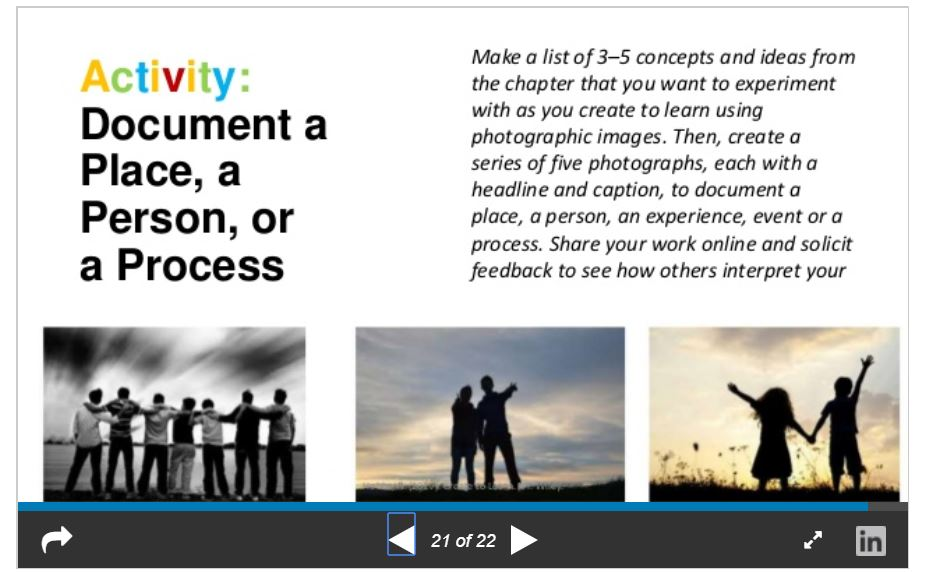 Activity:
Document a
Place, a
Person, or
a Process
Make a list of 3–5 concepts and ideas from
the chapter that you want to experiment
with as you create to learn using
photographic images. Then, create a
series of five photographs, each with a
headline and caption, to document a
place, a person, an experience, event or a
process. Share your work online and solicit
feedback to see how others interpret your
21 of 22
in